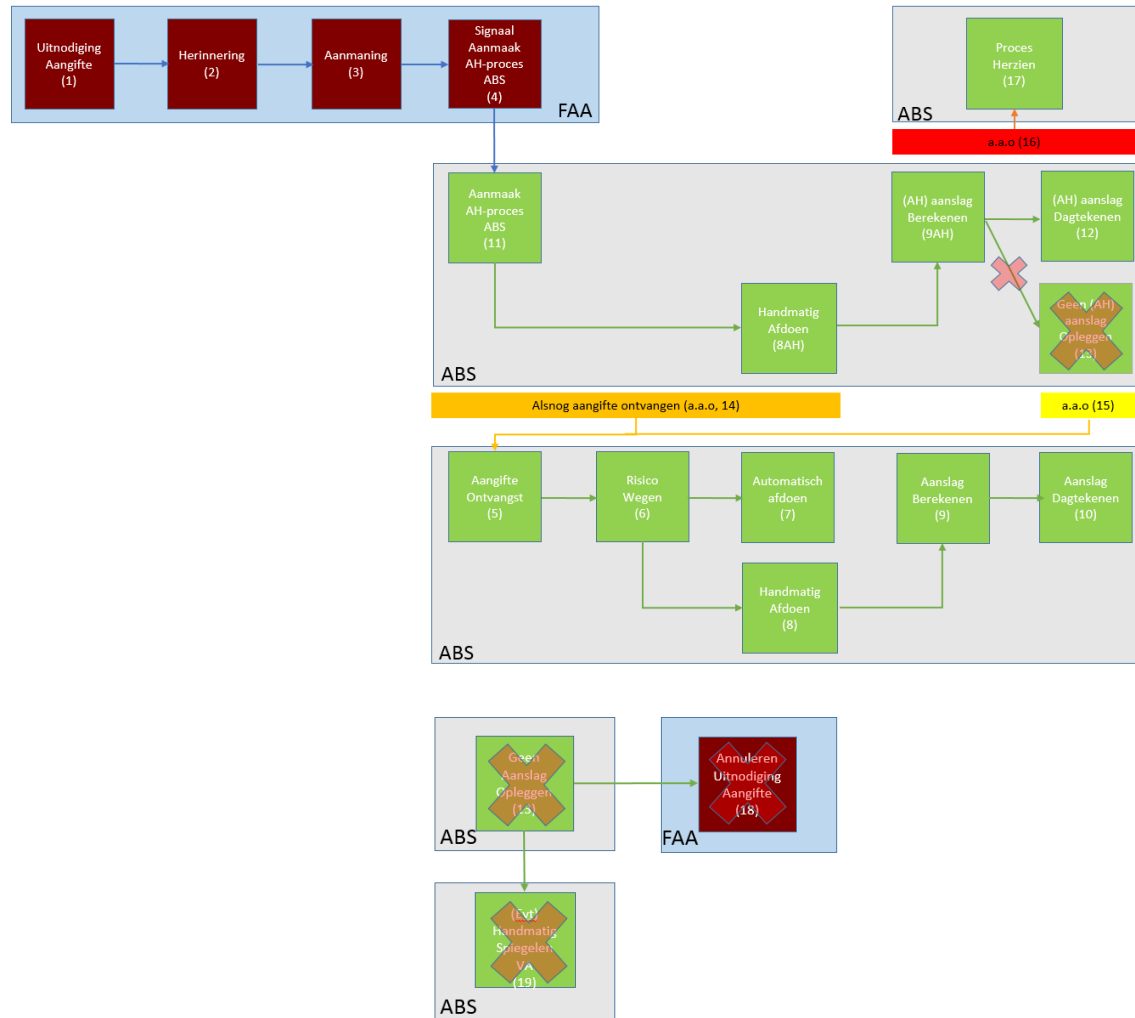 Uitnodiging
Aangifte
(1)
Herinnering
(2)
Aanmaning
(3)
Signaal
Aanmaak
AH-proces
ABS
(4)
FAA
Proces
Herzien
(17)
ABS
a.a.o (16)
Aanmaak
AH-proces
ABS
(11)
(AH) aanslag
Berekenen
(9AH)
(AH) aanslag
Dagtekenen
(12)
Handmatig
Afdoen
(8AH)
Geen (AH)
aanslag
Opleggen
(13)
ABS
Alsnog aangifte ontvangen (a.a.o, 14)
a.a.o (15)
Aangifte
Ontvangst
(5)
Risico
Wegen
(6)
Automatisch
afdoen
(7)
Aanslag
Berekenen
(9)
Aanslag
Dagtekenen
(10)
Handmatig
Afdoen
(8)
ABS
Geen
Aanslag
Opleggen
ABS
Annuleren
Uitnodiging
Aangifte
(18)
FAA
(Evt)
Handmatig
Spiegelen
VA
(19)
ABS